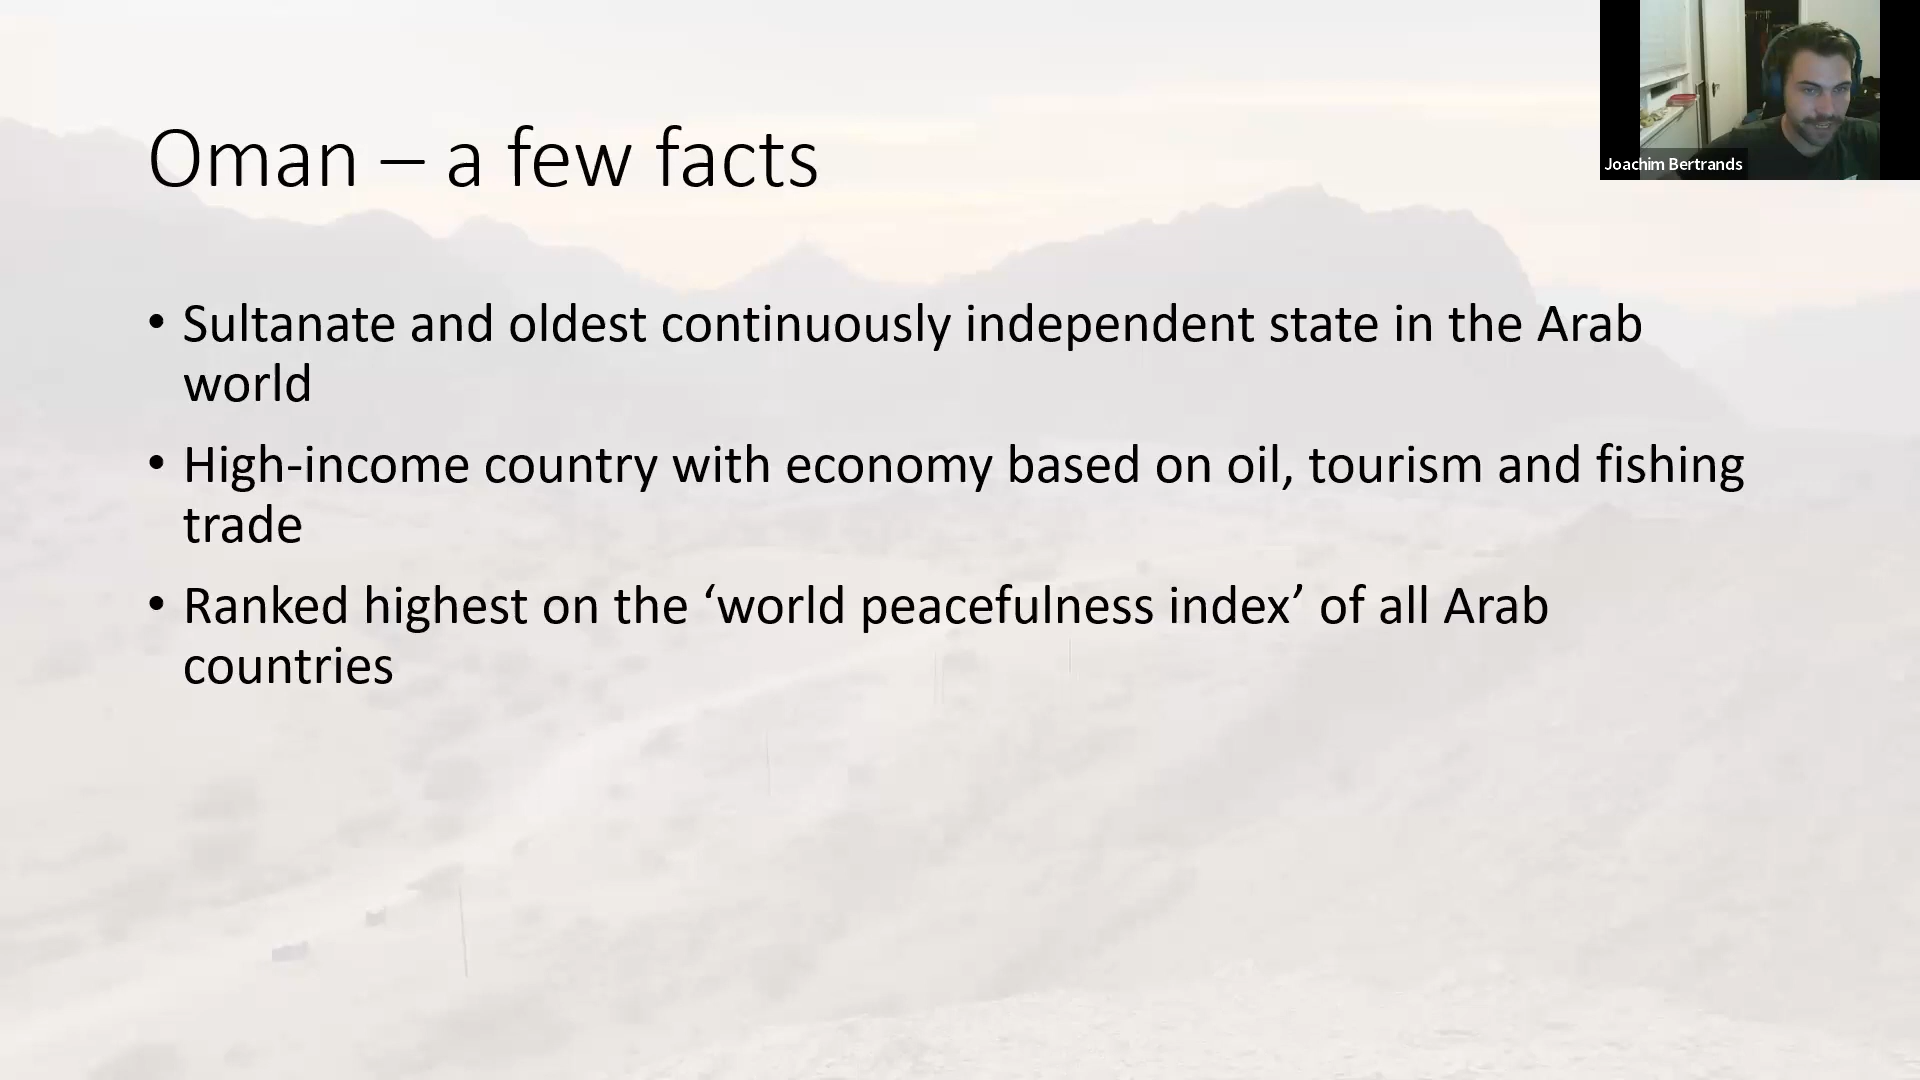 Oman – a few facts
Joachim Bertrands
• Sultanate and oldest continuously independent state in the Arab
world
• High-income country with economy based on oil, tourism and fishing
trade
• Ranked highest on the ‘world peacefulness index’ of all Arab
countries